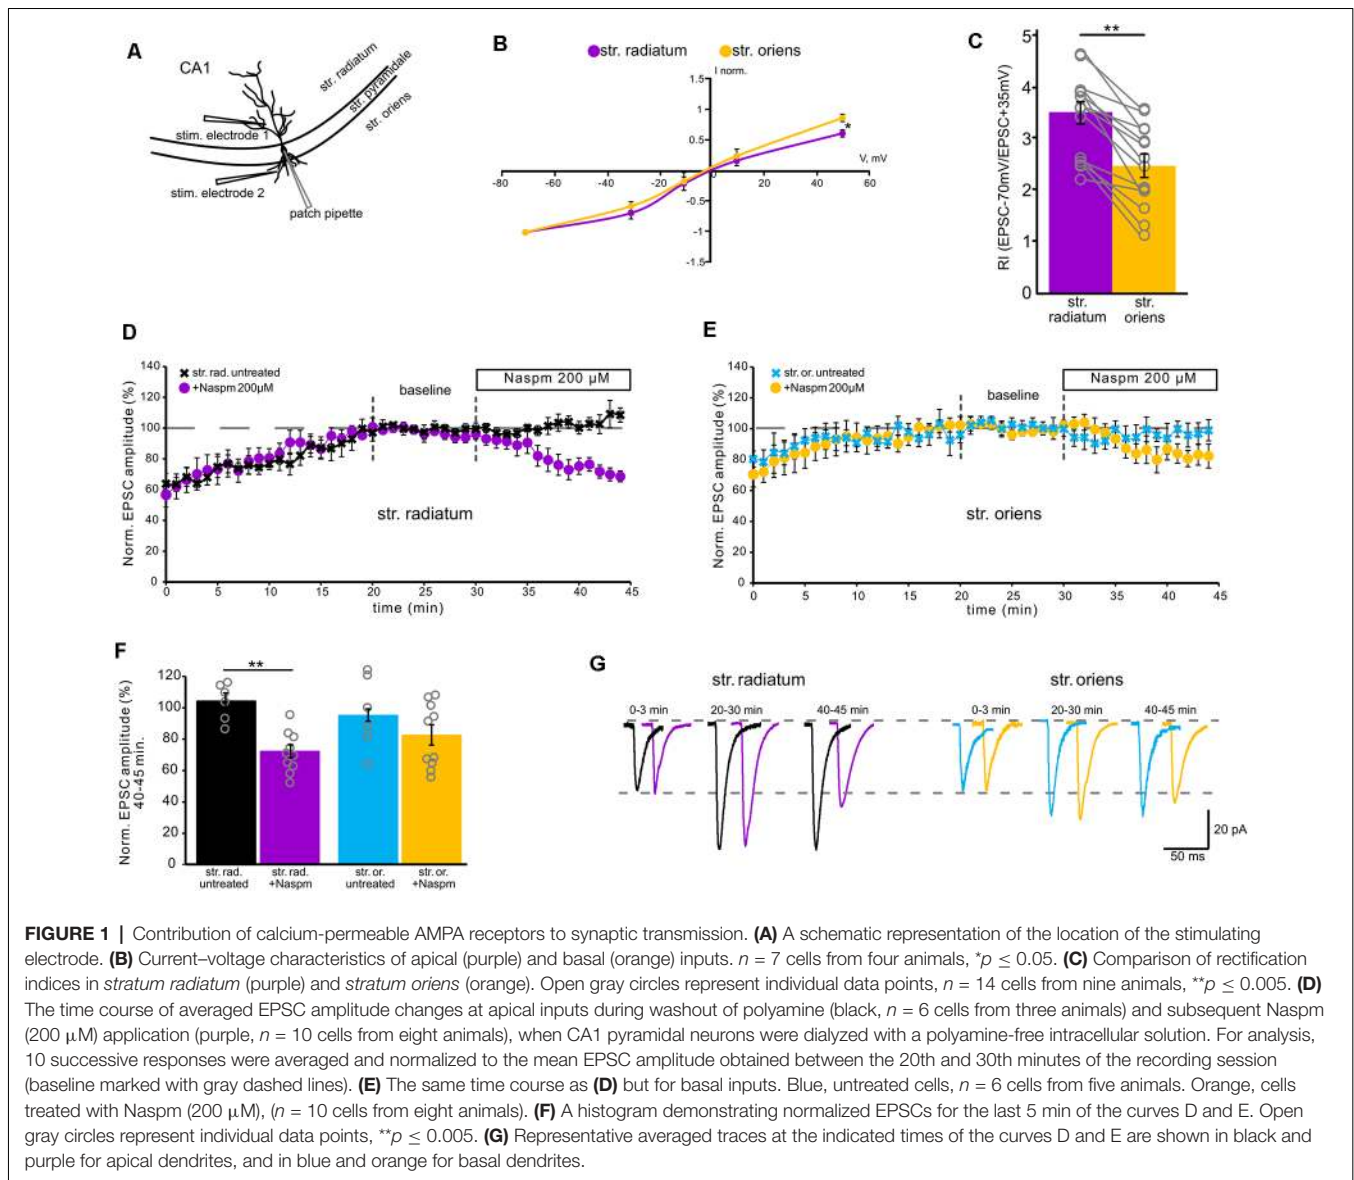 A
CA1
str. radiatum
str. pyramidale
str. oriens
stim. electrode 1
stim. electrode 2
patch pipette
B
str. radiatum
str. oriens
I norm.
1.5
1
0.5
*
V, mV
-80
-60
-40
-20
0
20
40
60
-0.5
-1
-1.5
C
**
5
4
3
2
1
0
RI (EPSC-70mV/EPSC+35mV)
str.
radiatum
str.
oriens
D
Norm. EPSC amplitude (%)
140
120
100
80
60
40
20
0
str. rad. untreated
+Naspm 200µM
baseline
Naspm 200 µM
str. radiatum
0 5 10 15 20 25 30 35 40 45
time (min)
E
Norm. EPSC amplitude (%)
140
120
100
80
60
40
20
0
str. or. untreated
+Naspm 200µM
baseline
Naspm 200 µM
str. oriens
0 5 10 15 20 25 30 35 40 45
time (min)
F
Norm. EPSC amplitude (%)
40-45 min.
120
100
80
60
40
20
0
**
str. rad.
untreated
str. rad.
+Naspm
str. or.
untreated
str. or.
+Naspm
G
str. radiatum
str. oriens
0-3 min
20-30 min
40-45 min
0-3 min
20-30 min
40-45 min
20 pA
50 ms
FIGURE 1 | Contribution of calcium-permeable AMPA receptors to synaptic transmission. (A) A schematic representation of the location of the stimulating
electrode. (B) Current–voltage characteristics of apical (purple) and basal (orange) inputs. n = 7 cells from four animals, *p ≤ 0.05. (C) Comparison of rectification
indices in stratum radiatum (purple) and stratum oriens (orange). Open gray circles represent individual data points, n = 14 cells from nine animals, **p ≤ 0.005. (D)
The time course of averaged EPSC amplitude changes at apical inputs during washout of polyamine (black, n = 6 cells from three animals) and subsequent Naspm
(200 µM) application (purple, n = 10 cells from eight animals), when CA1 pyramidal neurons were dialyzed with a polyamine-free intracellular solution. For analysis,
10 successive responses were averaged and normalized to the mean EPSC amplitude obtained between the 20th and 30th minutes of the recording session
(baseline marked with gray dashed lines). (E) The same time course as (D) but for basal inputs. Blue, untreated cells, n = 6 cells from five animals. Orange, cells
treated with Naspm (200 µM), (n = 10 cells from eight animals). (F) A histogram demonstrating normalized EPSCs for the last 5 min of the curves D and E. Open
gray circles represent individual data points, **p ≤ 0.005. (G) Representative averaged traces at the indicated times of the curves D and E are shown in black and
purple for apical dendrites, and in blue and orange for basal dendrites.